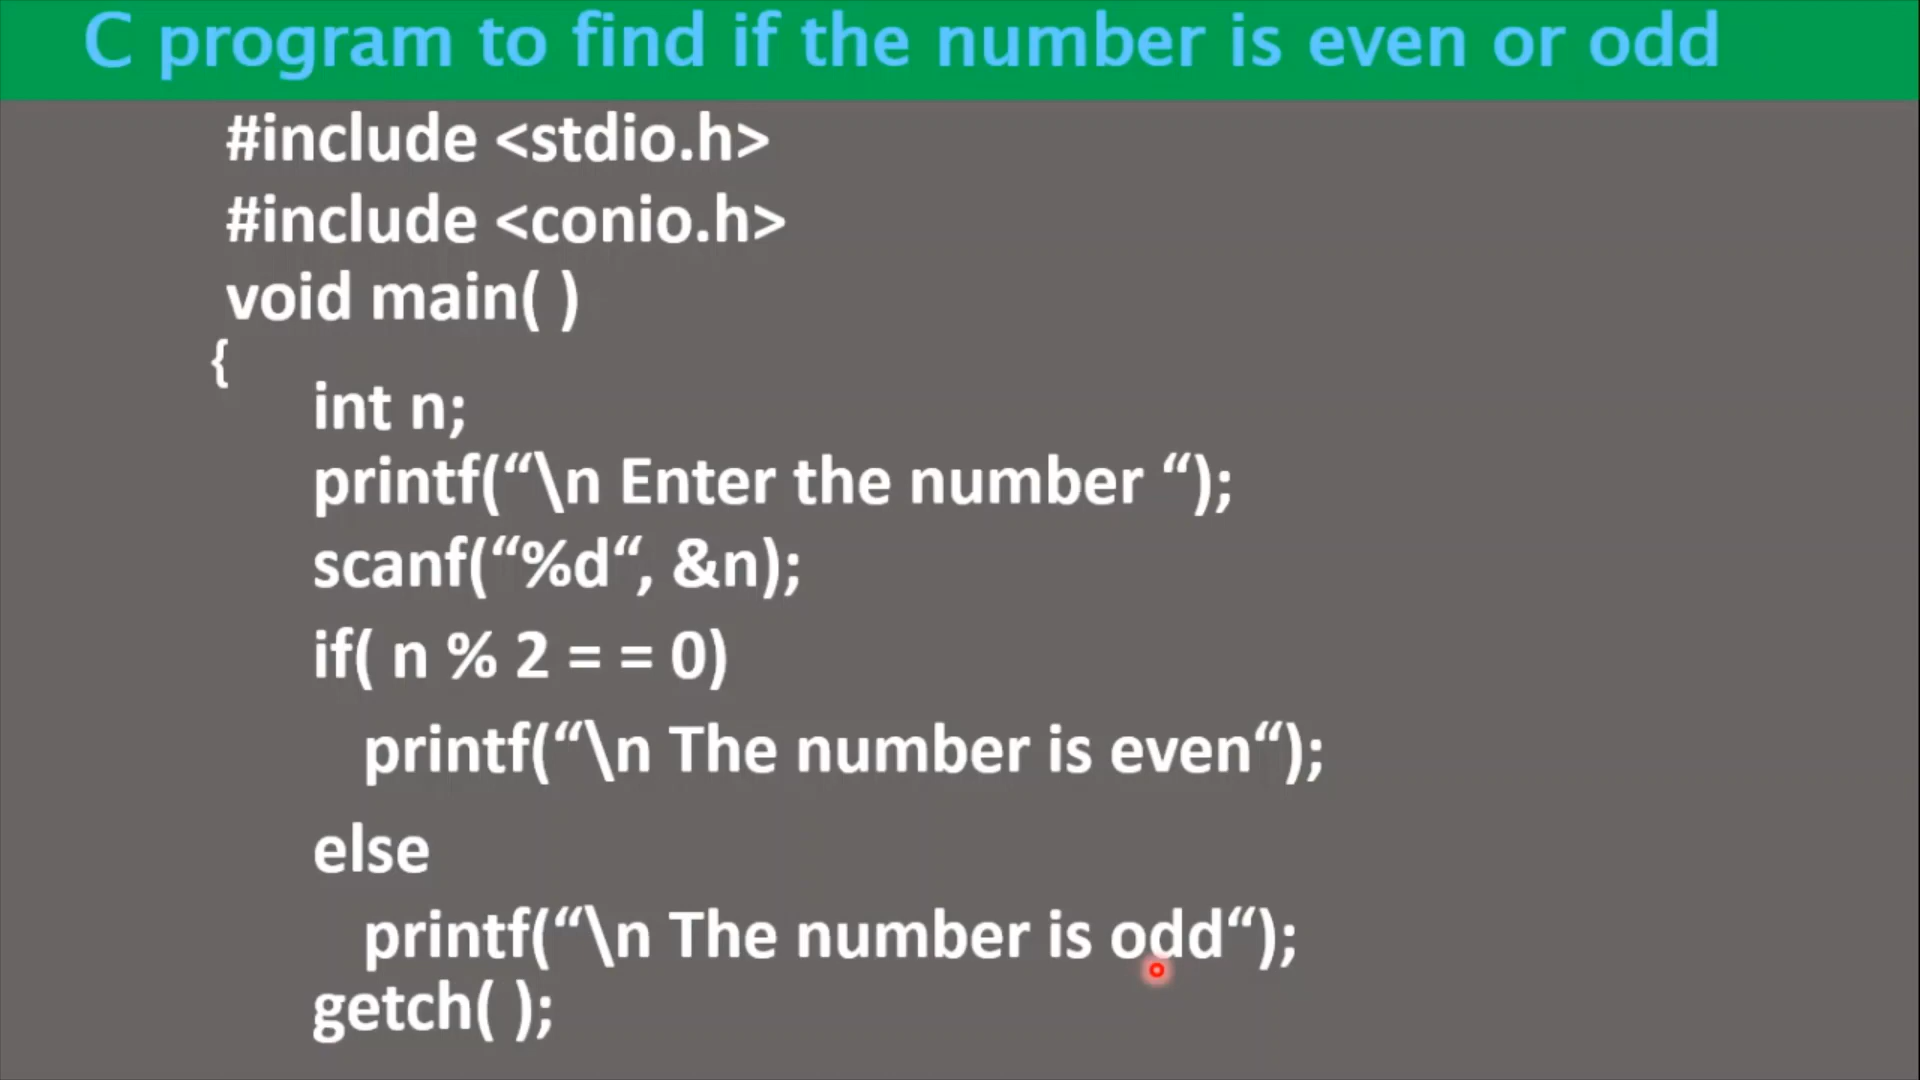 C program to find if the number is even or odd
#include <stdio.h>
#include <conio.h>
void main( )
{
int n;
printf(“\n Enter the number “);
scanf(“%d“, &n);
if( n % 2 = = 0)
printf(“\n The number is even“);
else
printf(“\n The number is odd“);
getch( );